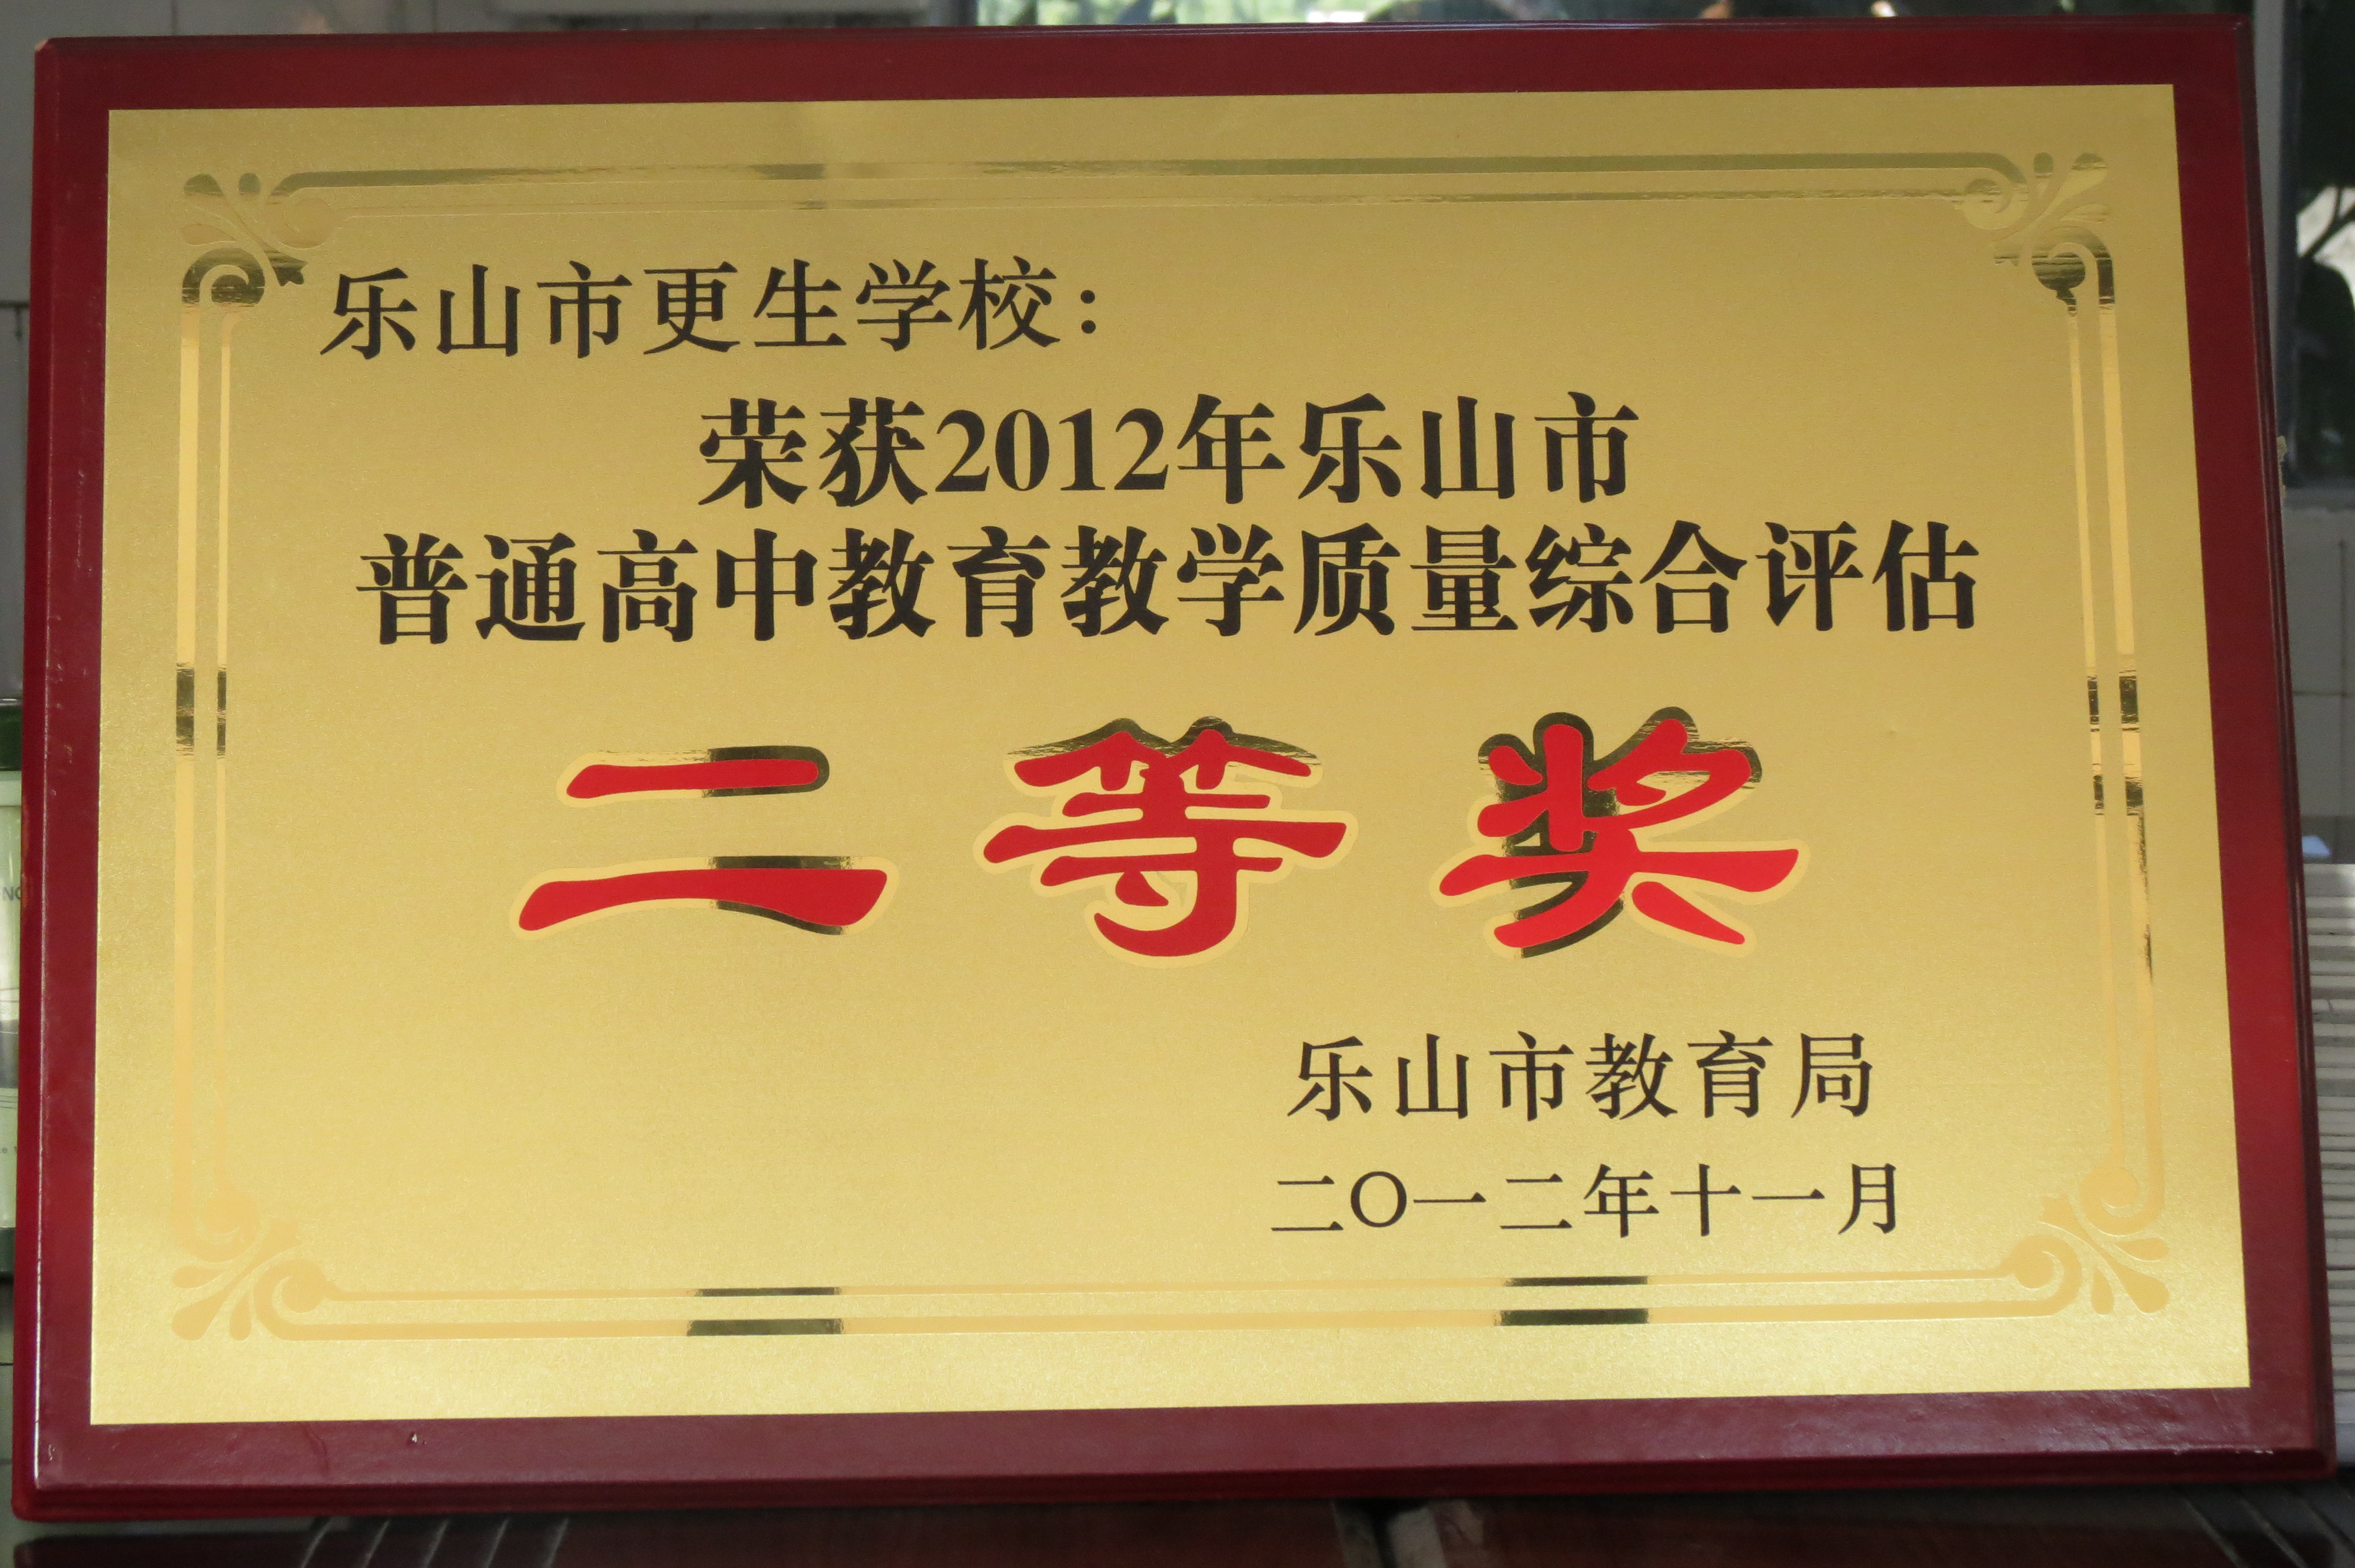 乐山市更生学校：
荣获2012年乐山市
普通高中教育教学质量综合评估
二等奖
乐山市教育局
二〇一二年十一月